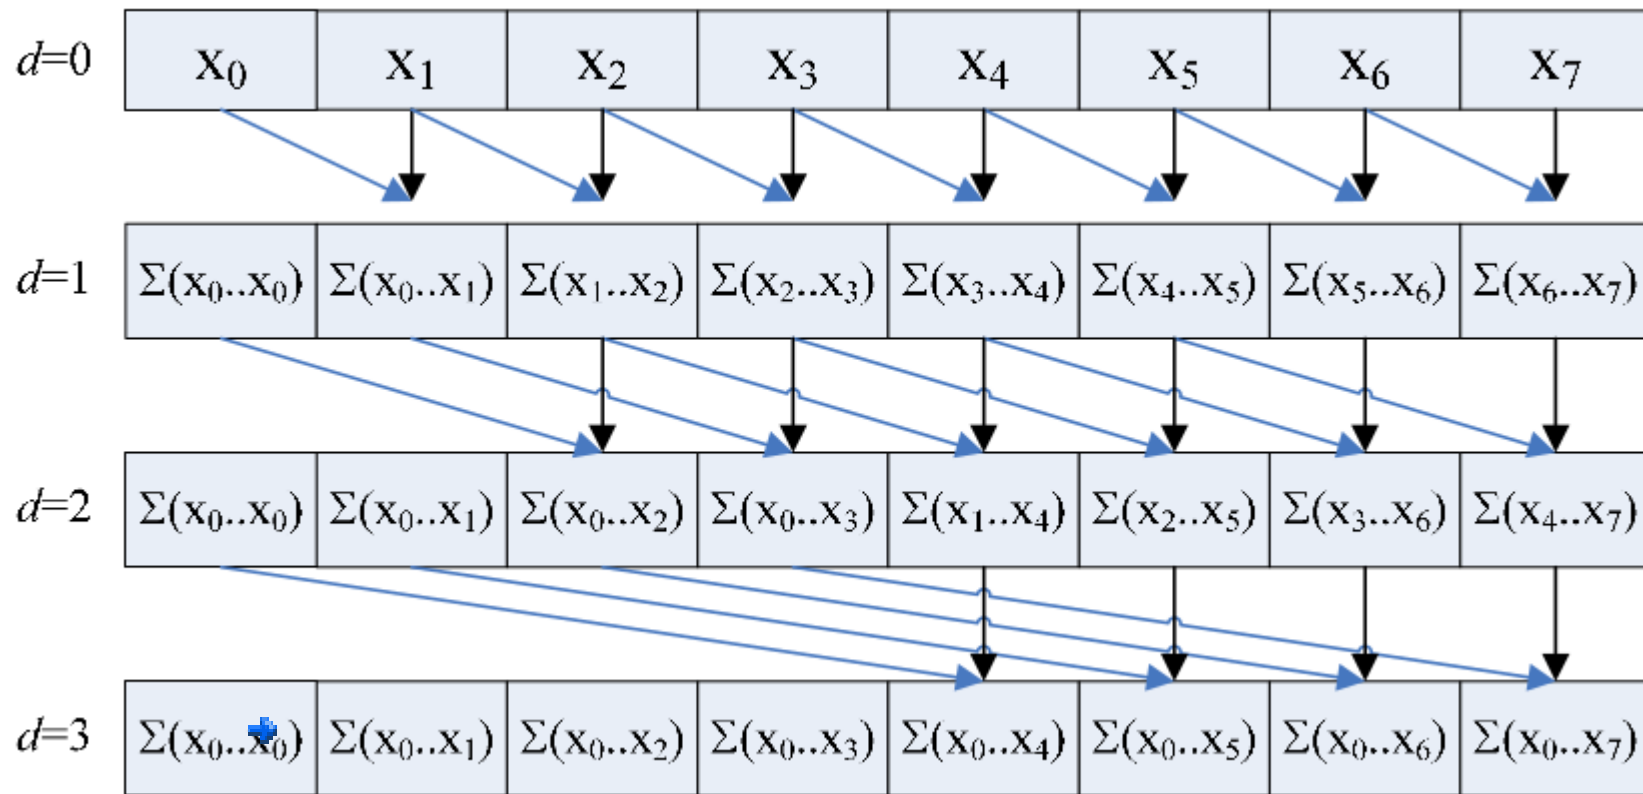 d=0 x₀ x₁ x₂ x₃ x₄ x₅ x₆ x₇
d=1 Σ(x₀..x₀) Σ(x₀..x₁) Σ(x₁..x₂) Σ(x₂..x₃) Σ(x₃..x₄) Σ(x₄..x₅) Σ(x₅..x₆) Σ(x₆..x₇)
d=2 Σ(x₀..x₀) Σ(x₀..x₁) Σ(x₀..x₂) Σ(x₀..x₃) Σ(x₁..x₄) Σ(x₂..x₅) Σ(x₃..x₆) Σ(x₄..x₇)
d=3 Σ(x₀..x₀) Σ(x₀..x₁) Σ(x₀..x₂) Σ(x₀..x₃) Σ(x₀..x₄) Σ(x₀..x₅) Σ(x₀..x₆) Σ(x₀..x₇)